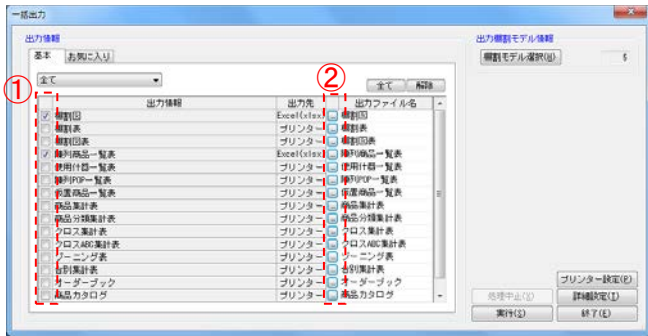 一括出力
出力情報
出力棚割モデル情報
基本 お気に入り
棚割モデル選択(H) 5
全て
① ②
全て 解除
出力情報 出力先 出力ファイル名
棚割図 Excel(xlsx) 棚割図
棚割表 プリンター 棚割表
棚割図表 プリンター 棚割図表
陳列商品一覧表 Excel(xlsx) 陳列商品一覧表
使用什器一覧表 プリンター 使用什器一覧表
陳列POP一覧表 プリンター 陳列POP一覧表
仮置商品一覧表 プリンター 仮置商品一覧表
商品集計表 プリンター 商品集計表
商品分類集計表 プリンター 商品分類集計表
クロス集計表 プリンター クロス集計表
クロスABC集計表 プリンター クロスABC集計表
ゾーニング表 プリンター ゾーニング表
台別集計表 プリンター 台別集計表
オーダーブック プリンター オーダーブック
商品カタログ プリンター 商品カタログ
プリンター設定(P)
処理中止(X) 詳細設定(T)
実行(S) 終了(E)